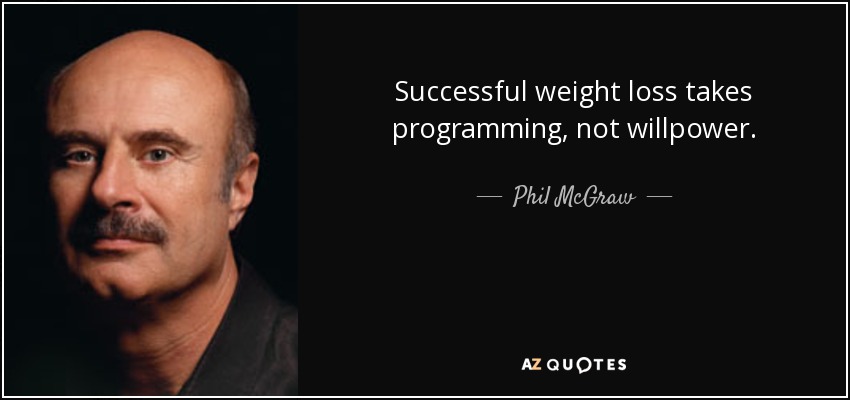 Successful weight loss takes
programming, not willpower.
Phil McGraw
AZ QUOTES